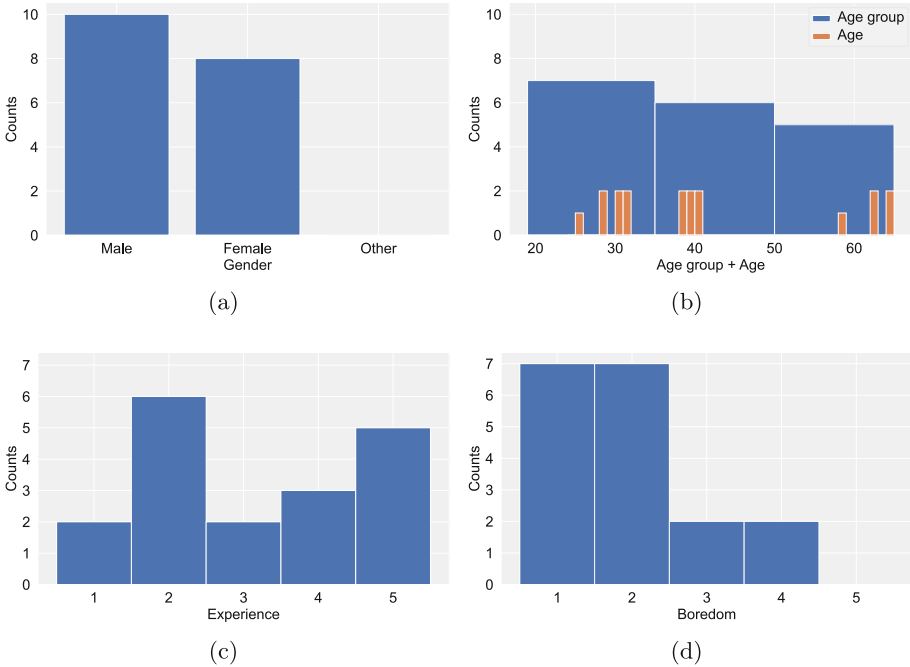 10
8
6
4
2
0
Counts
Male
Female
Other
Gender
(a)
10
8
6
4
2
0
Counts
Age group
Age
20
30
40
50
60
Age group + Age
(b)
7
6
5
4
3
2
1
0
Counts
1
2
3
4
5
Experience
(c)
7
6
5
4
3
2
1
0
Counts
1
2
3
4
5
Boredom
(d)